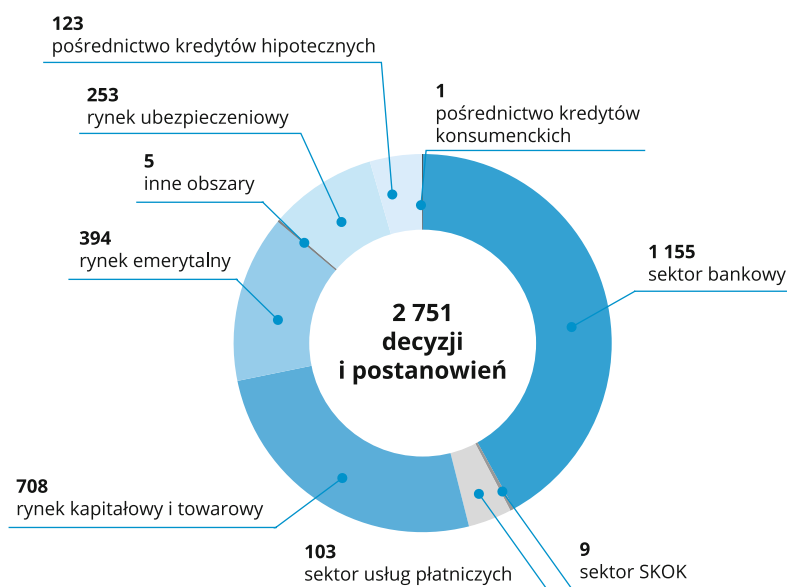 123
pośrednictwo kredytów hipotecznych
253
rynek ubezpieczeniowy
5
inne obszary
394
rynek emerytalny
1
pośrednictwo kredytów
konsumenckich
1 155
sektor bankowy
2 751
decyzji
i postanowień
708
rynek kapitałowy i towarowy
103
sektor usług płatniczych
9
sektor SKOK